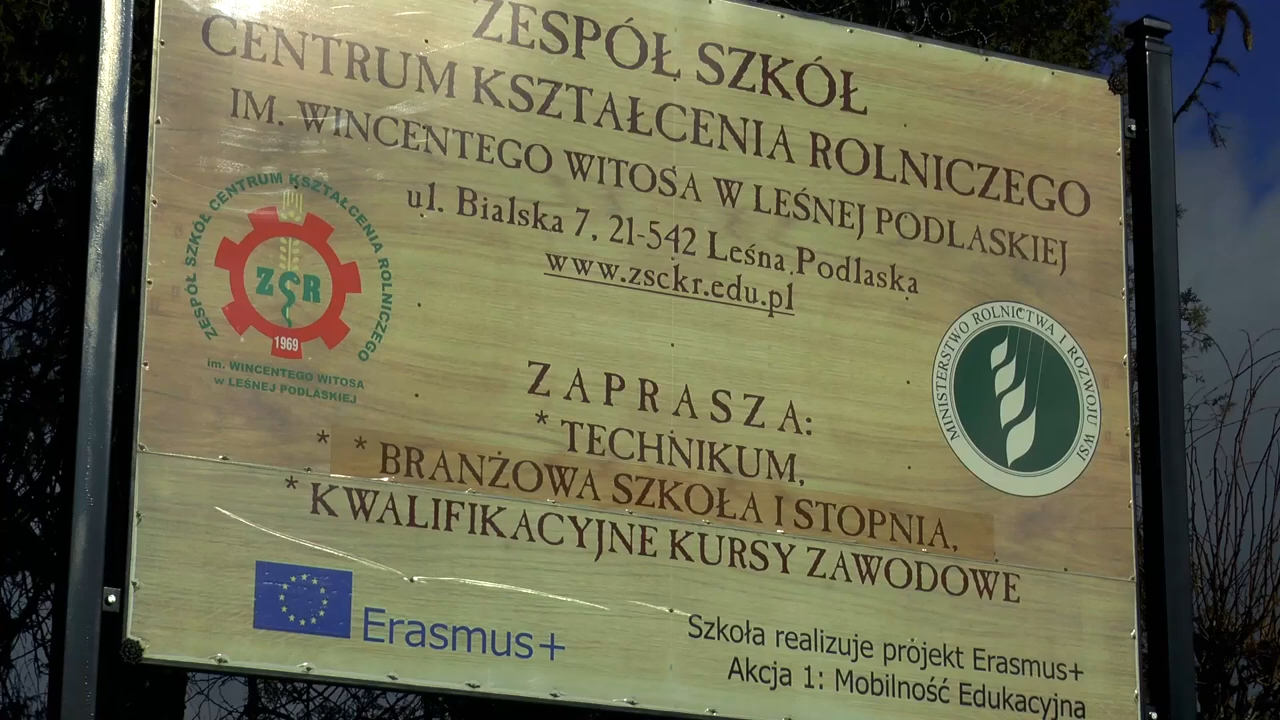 ZESPÓŁ SZKÓŁ
CENTRUM KSZTAŁCENIA ROLNICZEGO
IM. WINCENTEGO WITOSA W LEŚNEJ PODLASKIEJ
ul. Bialska 7, 21-542 Leśna Podlaska
www.zsckr.edu.pl
ZESPÓŁ SZKÓŁ CENTRUM KSZTAŁCENIA ROLNICZEGO
ZCR
1969
im. WINCENTEGO WITOSA
w LEŚNEJ PODLASKIEJ
MINISTERSTWO ROLNICTWA I ROZWOJU WSI
ZAPRASZA:
* TECHNIKUM,
* * BRANŻOWA SZKOŁA I STOPNIA,
* KWALIFIKACYJNE KURSY ZAWODOWE
Erasmus+
Szkoła realizuje projekt Erasmus+
Akcja 1: Mobilność Edukacyjna